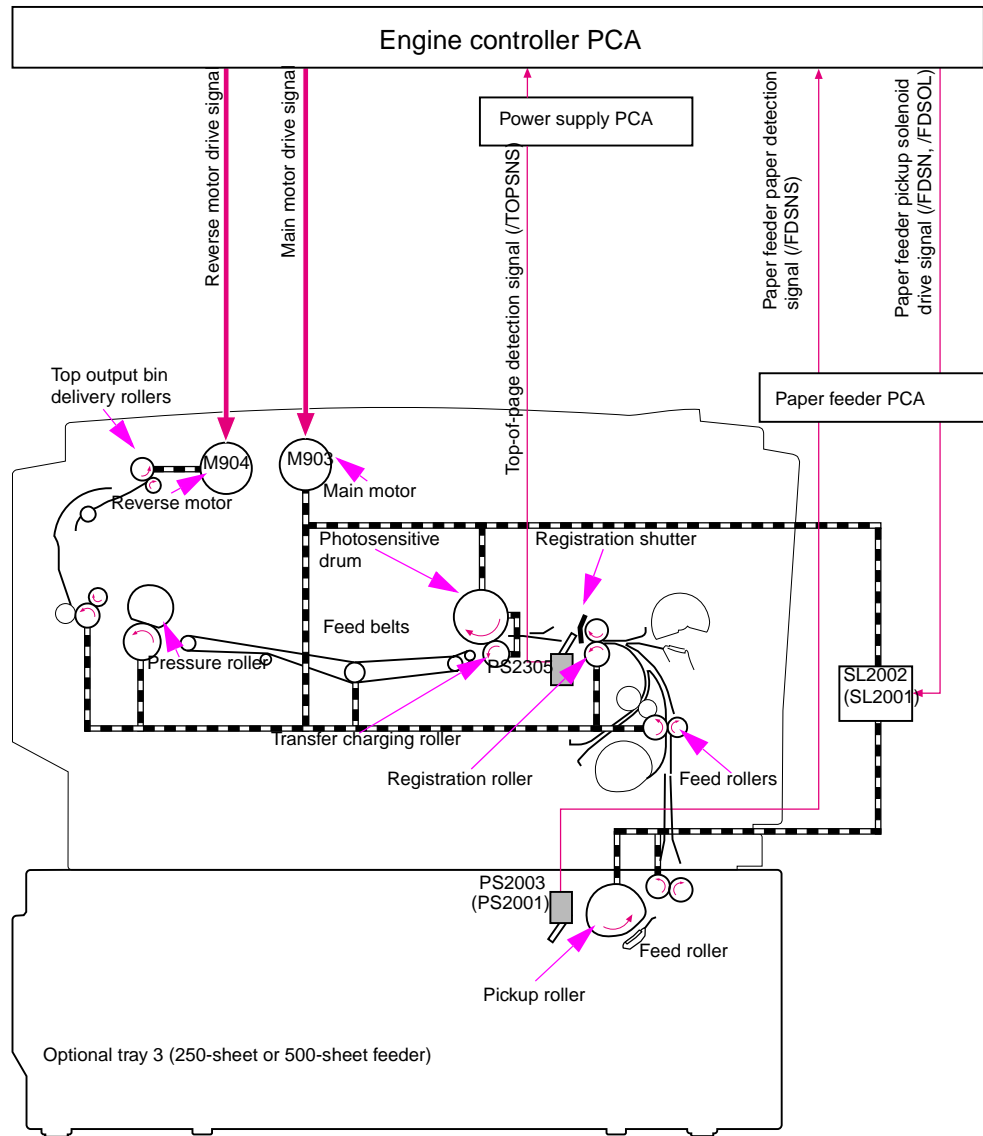 Engine controller PCA
Reverse motor drive signal
Main motor drive signal
Power supply PCA
Top-of-page detection signal (/TOPSNS)
Paper feeder paper detection
signal (/FDSNS)
Paper feeder pickup solenoid
drive signal (/FDSN, /FDSOL)
Paper feeder PCA
Top output bin
delivery rollers
M904
M903
Reverse motor
Main motor
Photosensitive
drum
Registration shutter
Feed belts
Pressure roller
PS2305
SL2002
(SL2001)
Transfer charging roller
Registration roller
Feed rollers
PS2003
(PS2001)
Feed roller
Pickup roller
Optional tray 3 (250-sheet or 500-sheet feeder)